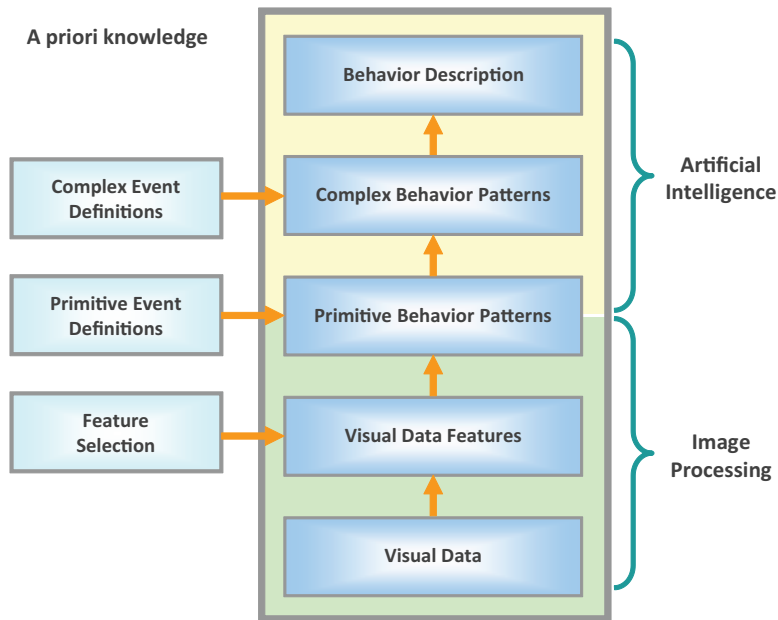 A priori knowledge
Behavior Description
Complex Event
Definitions
Complex Behavior Patterns
Artificial
Intelligence
Primitive Event
Definitions
Primitive Behavior Patterns
Feature
Selection
Visual Data Features
Image
Processing
Visual Data